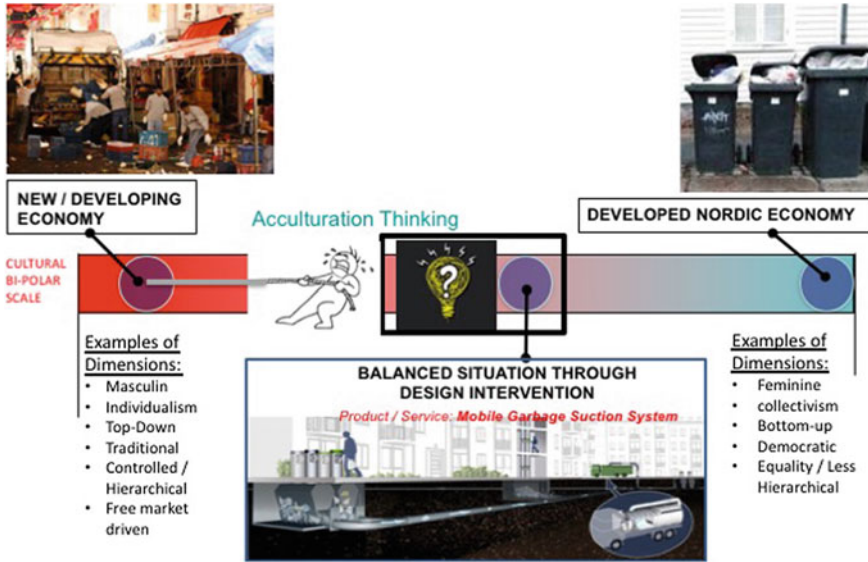 NEW / DEVELOPING
ECONOMY
Acculturation Thinking
DEVELOPED NORDIC ECONOMY
CULTURAL
BI-POLAR
SCALE
?
Examples of
Dimensions:
• Masculin
• Individualism
• Top-Down
• Traditional
• Controlled /
Hierarchical
• Free market
driven
BALANCED SITUATION THROUGH
DESIGN INTERVENTION
Product / Service: Mobile Garbage Suction System
Examples of
Dimensions:
• Feminine
collectivism
• Bottom-up
• Democratic
• Equality / Less
Hierarchical